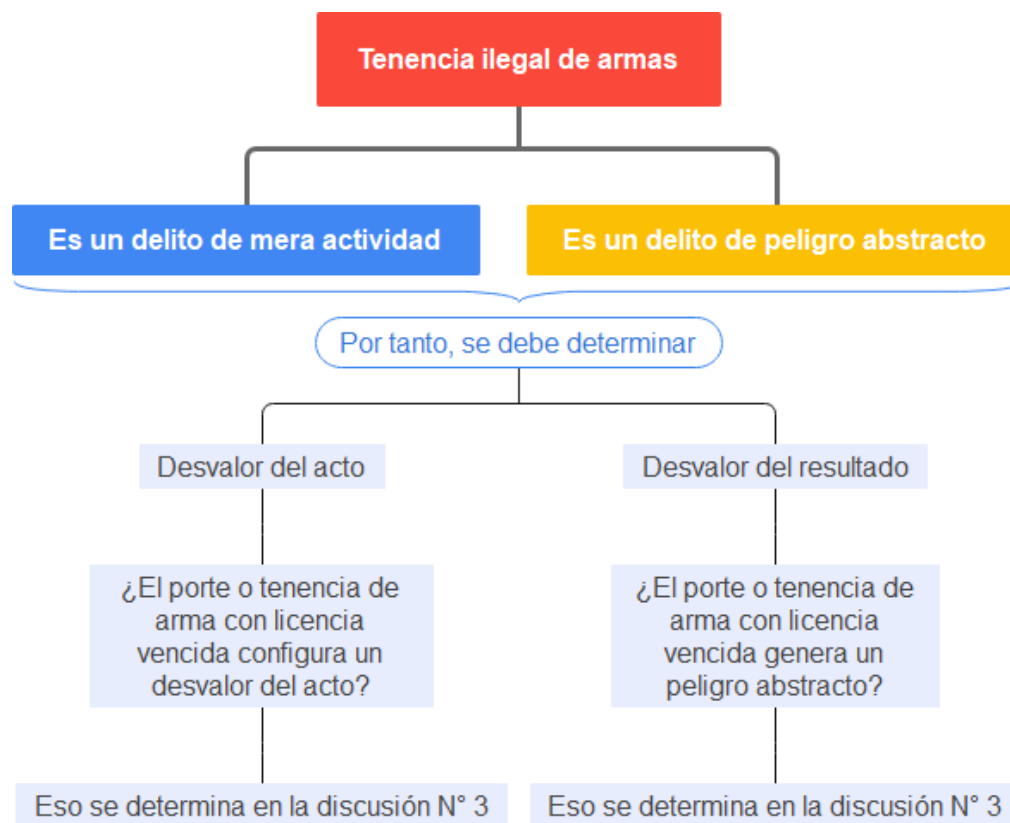 Tenencia ilegal de armas
Es un delito de mera actividad
Es un delito de peligro abstracto
Por tanto, se debe determinar
Desvalor del acto
Desvalor del resultado
¿El porte o tenencia de
arma con licencia
vencida configura un
desvalor del acto?
¿El porte o tenencia de
arma con licencia
vencida genera un
peligro abstracto?
Eso se determina en la discusión N° 3
Eso se determina en la discusión N° 3